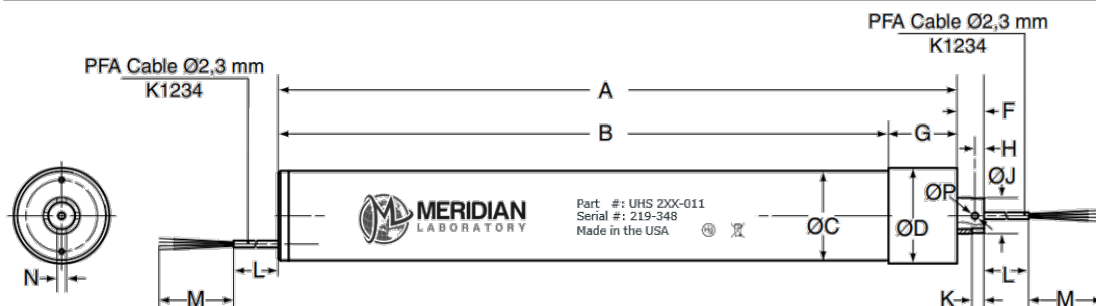 PFA Cable Ø2,3 mm
K1234
PFA Cable Ø2,3 mm
K1234
A
F
B
G
H
ØJ
ØP
MERIDIAN
LABORATORY
Part #: UHS 2XX-011
Serial #: 219-348
Made in the USA
Hg
ØC
ØD
N
L
L
M
K
M